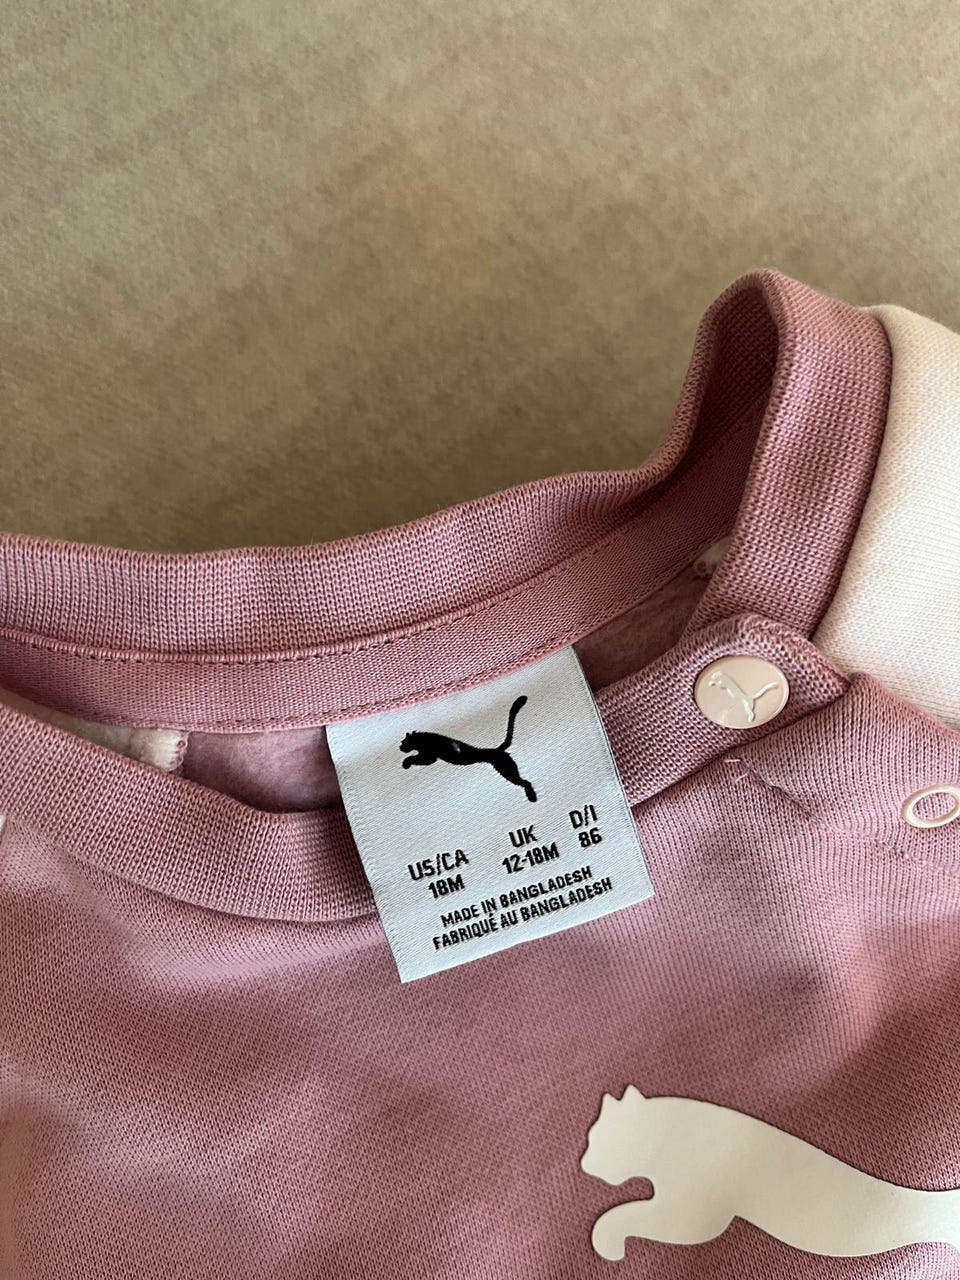 US/CA UK D/I
18M 12-18M 86
MADE IN BANGLADESH
FABRIQUÉ AU BANGLADESH